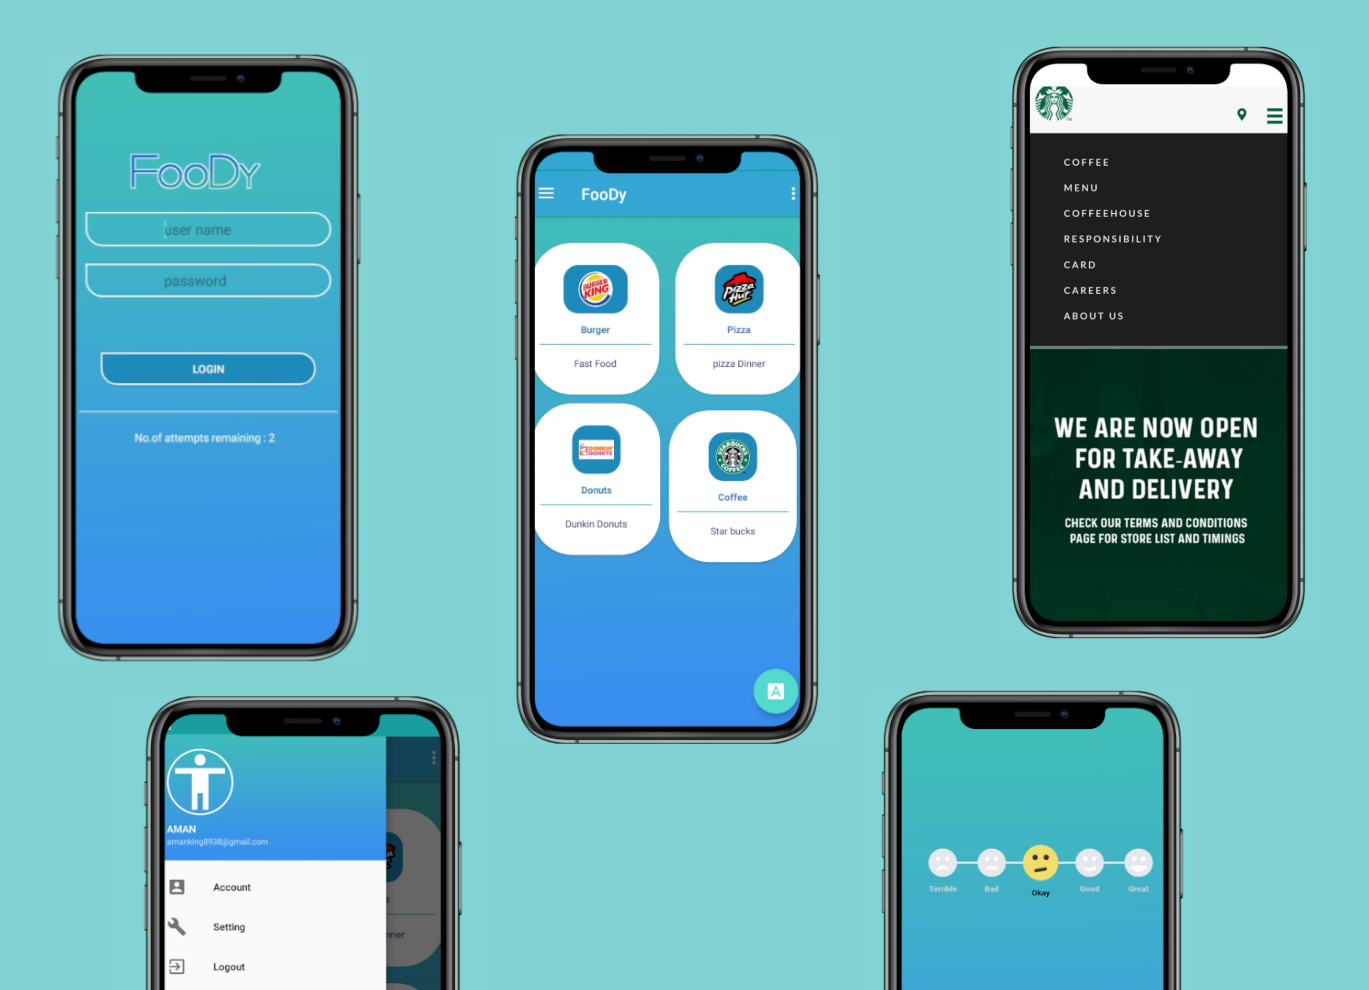 FooDy
user name
password
LOGIN
No.of attempts remaining : 2
FooDy
BURGER
KING
Burger
Fast Food
Pizza
Hut
Pizza
pizza Dinner
DUNKIN'
DONUTS
Donuts
Dunkin Donuts
STARBUCKS
COFFEE
Coffee
Star bucks
A
COFFEE
MENU
COFFEEHOUSE
RESPONSIBILITY
CARD
CAREERS
ABOUT US
WE ARE NOW OPEN
FOR TAKE-AWAY
AND DELIVERY
CHECK OUR TERMS AND CONDITIONS
PAGE FOR STORE LIST AND TIMINGS
AMAN
amanking8938@gmail.com
Account
Setting
Logout
nner
Terrible
Bad
Okay
Good
Great